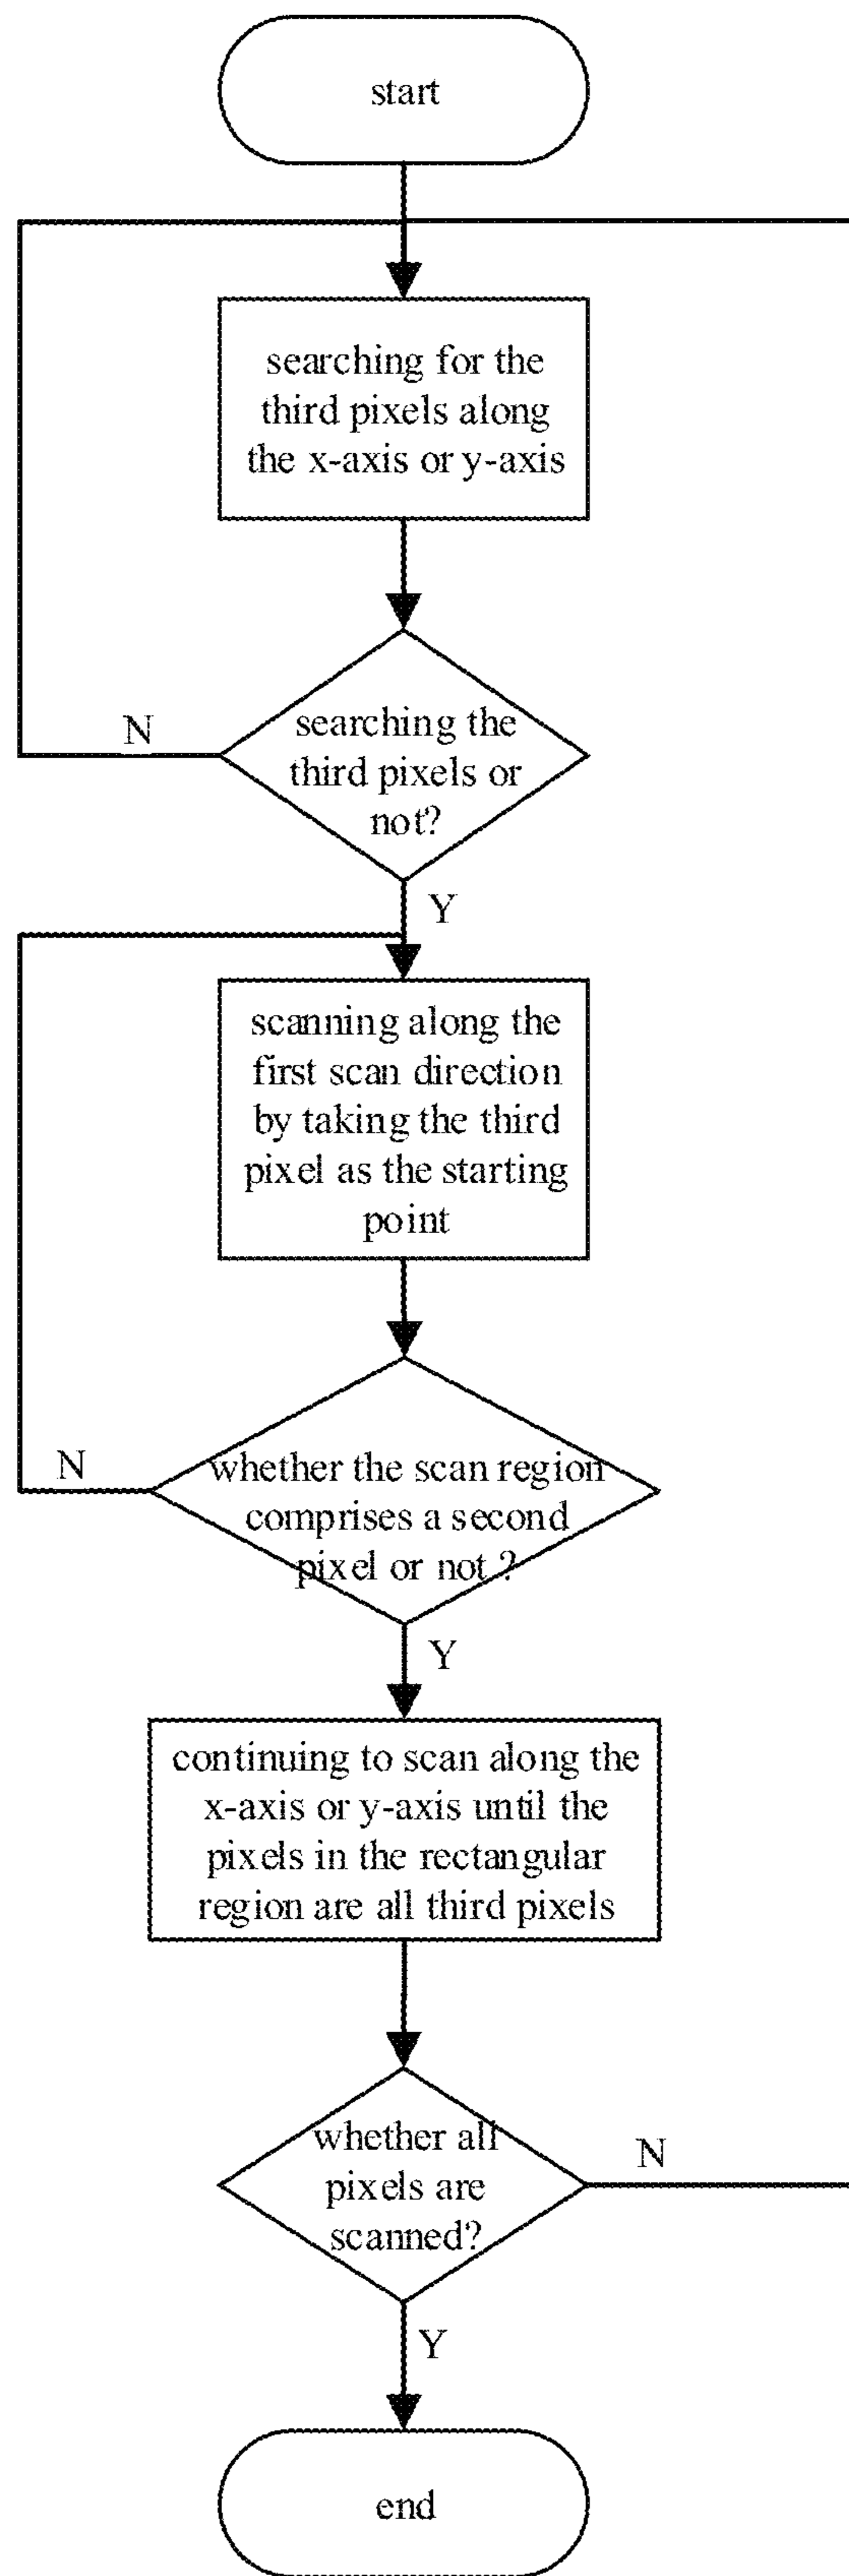 start
searching for the
third pixels along
the x-axis or y-axis
N
searching the
third pixels or
not?
Y
scanning along the
first scan direction
by taking the third
pixel as the starting
point
N
whether the scan region
comprises a second
pixel or not ?
Y
continuing to scan along the
x-axis or y-axis until the
pixels in the rectangular
region are all third pixels
whether all
pixels are
scanned?
N
Y
end